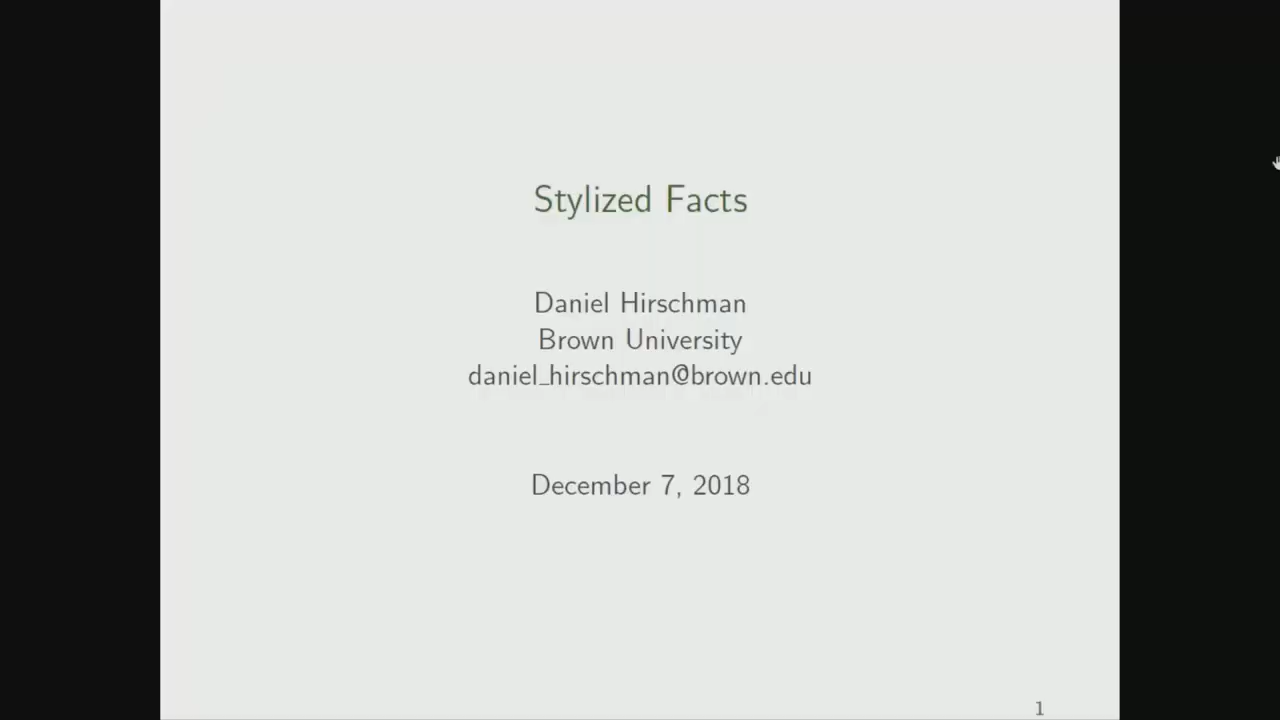 Stylized Facts
Daniel Hirschman
Brown University
daniel_hirschman@brown.edu
December 7, 2018
1